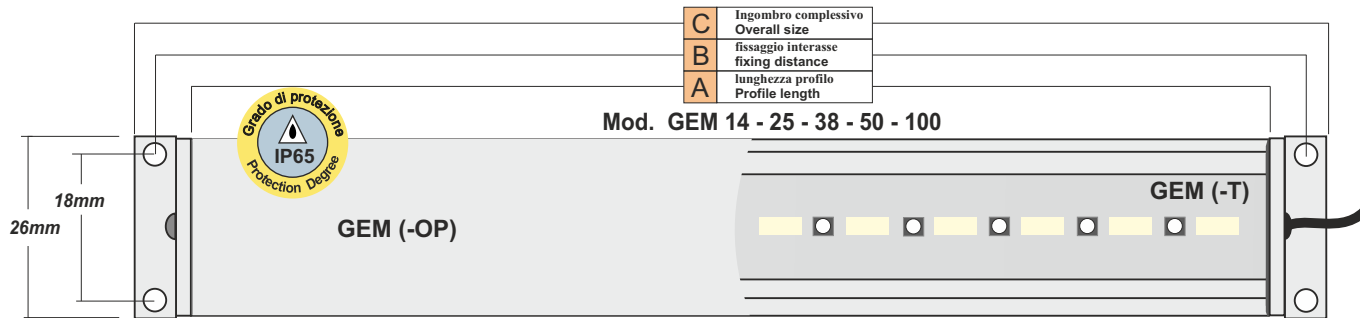 C Ingombro complessivo
Overall size
B fissaggio interasse
fixing distance
A lunghezza profilo
Profile length
Mod. GEM 14 - 25 - 38 - 50 - 100
Grado di protezione
IP65
Protection Degree
18mm
26mm
GEM (-OP)
GEM (-T)